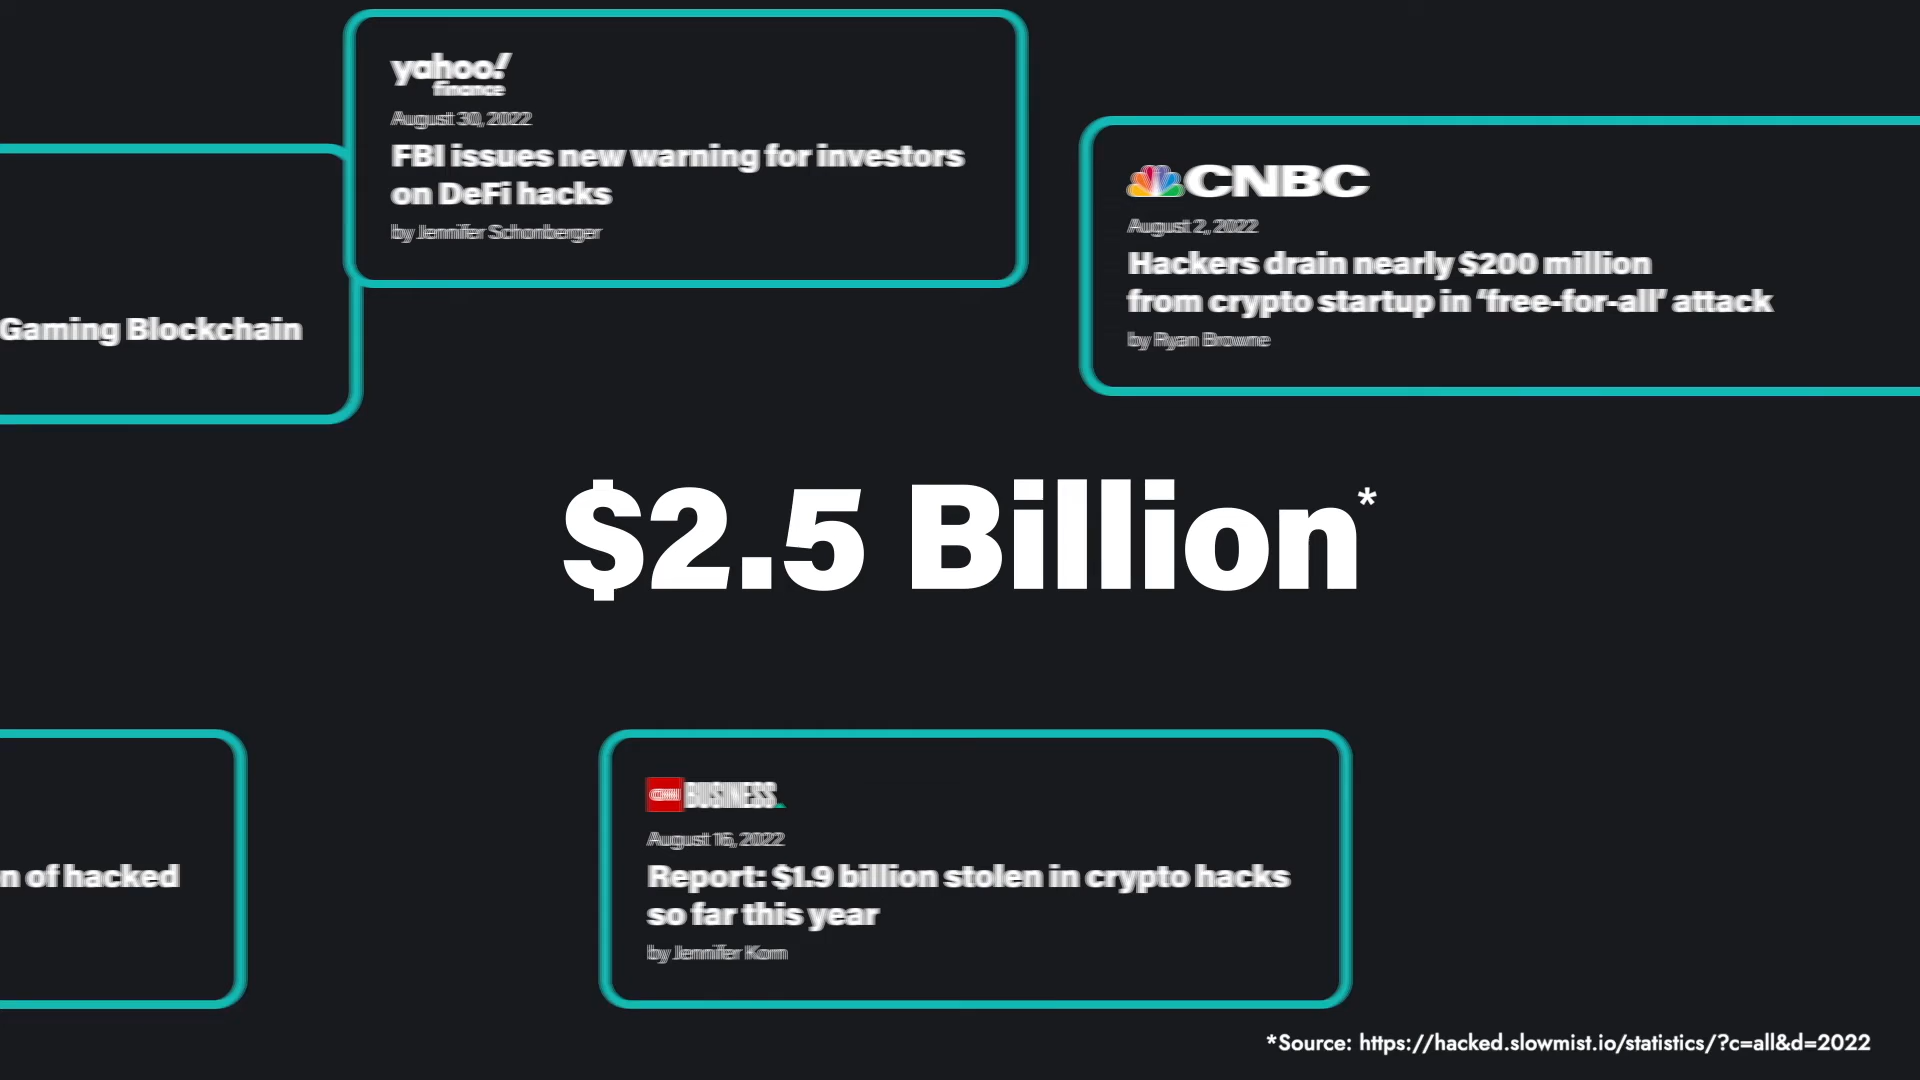 yahoo!
finance
August 30, 2022
FBI issues new warning for investors
on DeFi hacks
by Jennifer Schonberger
CNBC
August 2, 2022
Hackers drain nearly $200 million
from crypto startup in ‘free-for-all’ attack
by Ryan Browne
Gaming Blockchain
$2.5 Billion*
n of hacked
CNN BUSINESS
August 16, 2022
Report: $1.9 billion stolen in crypto hacks
so far this year
by Jennifer Korn
*Source: https://hacked.slowmist.io/statistics/?c=all&d=2022